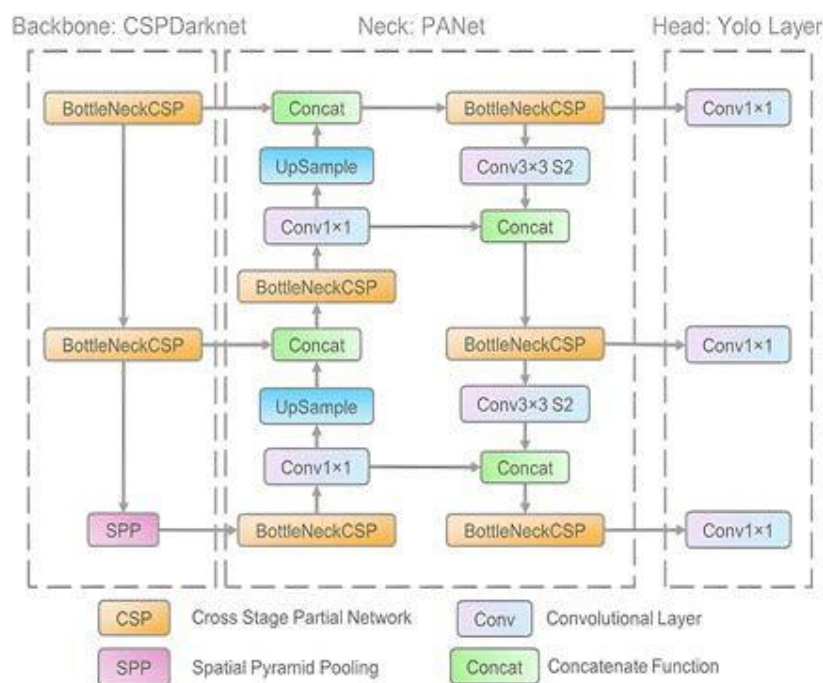 Backbone: CSPDarknet Neck: PANet Head: Yolo Layer
BottleNeckCSP Concat BottleNeckCSP Conv1×1
UpSample Conv3×3 S2
Conv1×1 Concat
BottleNeckCSP
BottleNeckCSP Concat BottleNeckCSP Conv1×1
UpSample Conv3×3 S2
Conv1×1 Concat
SPP BottleNeckCSP BottleNeckCSP Conv1×1
CSP Cross Stage Partial Network Conv Convolutional Layer
SPP Spatial Pyramid Pooling Concat Concatenate Function